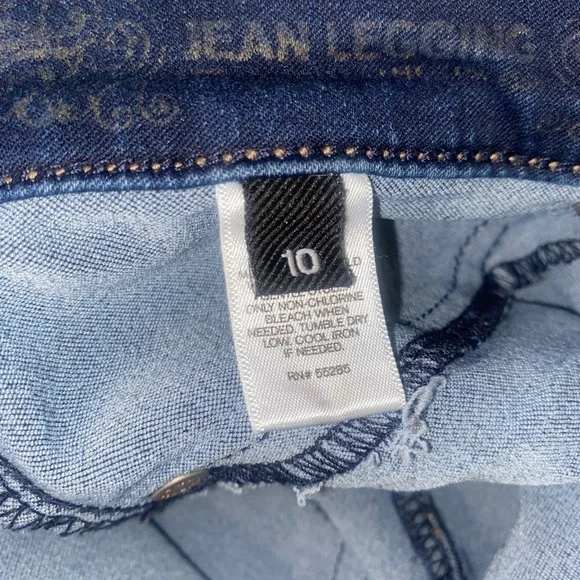 JEAN LEGGING
10
ONLY NON-CHLORINE
BLEACH WHEN
NEEDED. TUMBLE DRY
LOW. COOL IRON
IF NEEDED.
RN# 55285